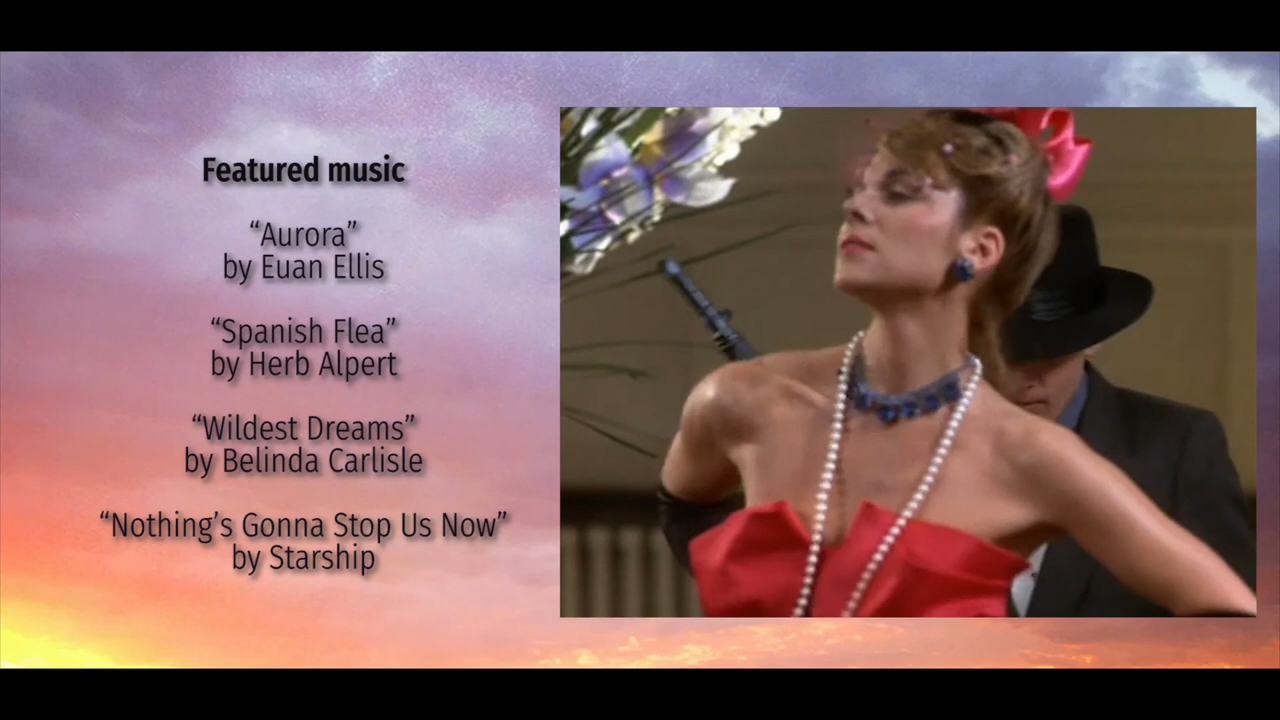 Featured music
“Aurora”
by Euan Ellis
“Spanish Flea”
by Herb Alpert
“Wildest Dreams”
by Belinda Carlisle
“Nothing’s Gonna Stop Us Now”
by Starship